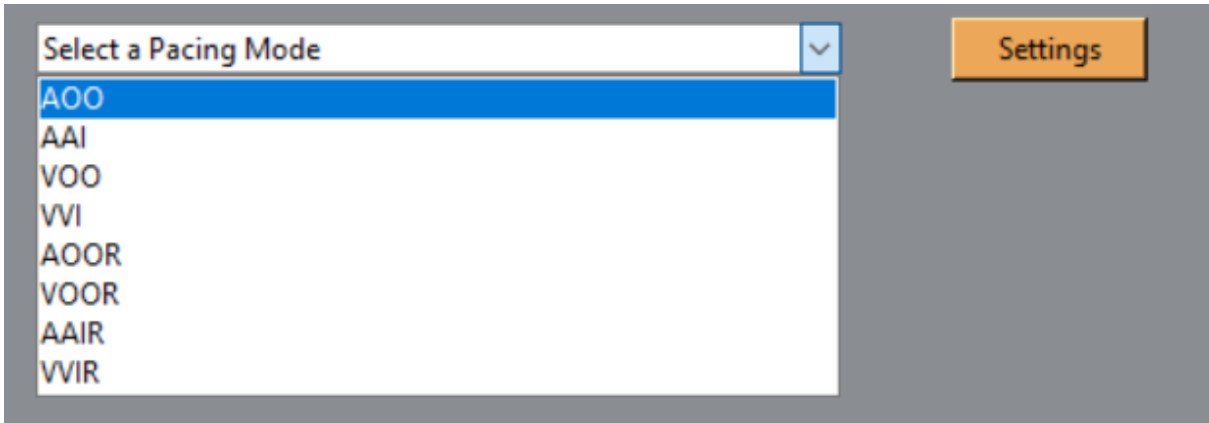 Select a Pacing Mode
Settings
AOO
AAI
VOO
VVI
AOOR
VOOR
AAIR
VVIR